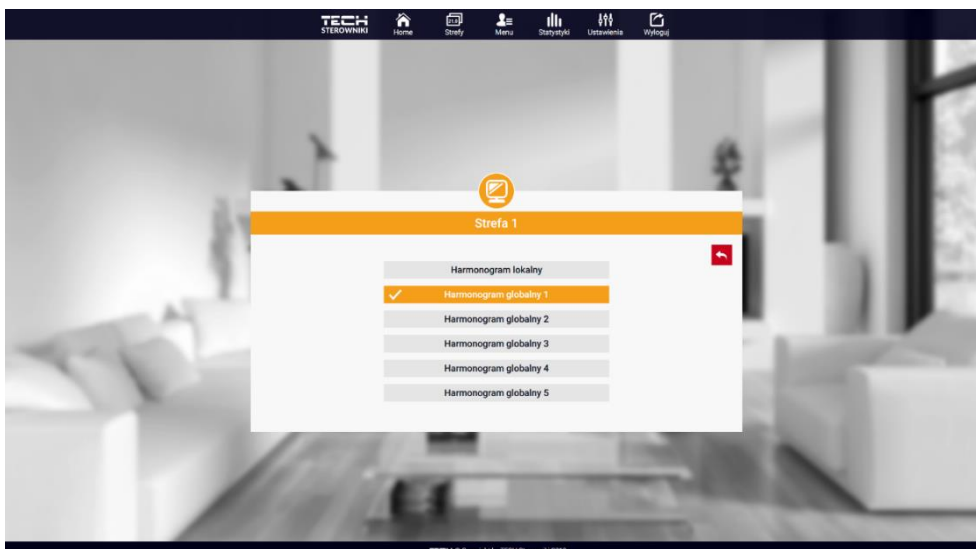 TECH
STEROWNIKI
Home
Strefy
Menu
Statystyki
Ustawienia
Wyloguj
Strefa 1
Harmonogram lokalny
Harmonogram globalny 1
Harmonogram globalny 2
Harmonogram globalny 3
Harmonogram globalny 4
Harmonogram globalny 5